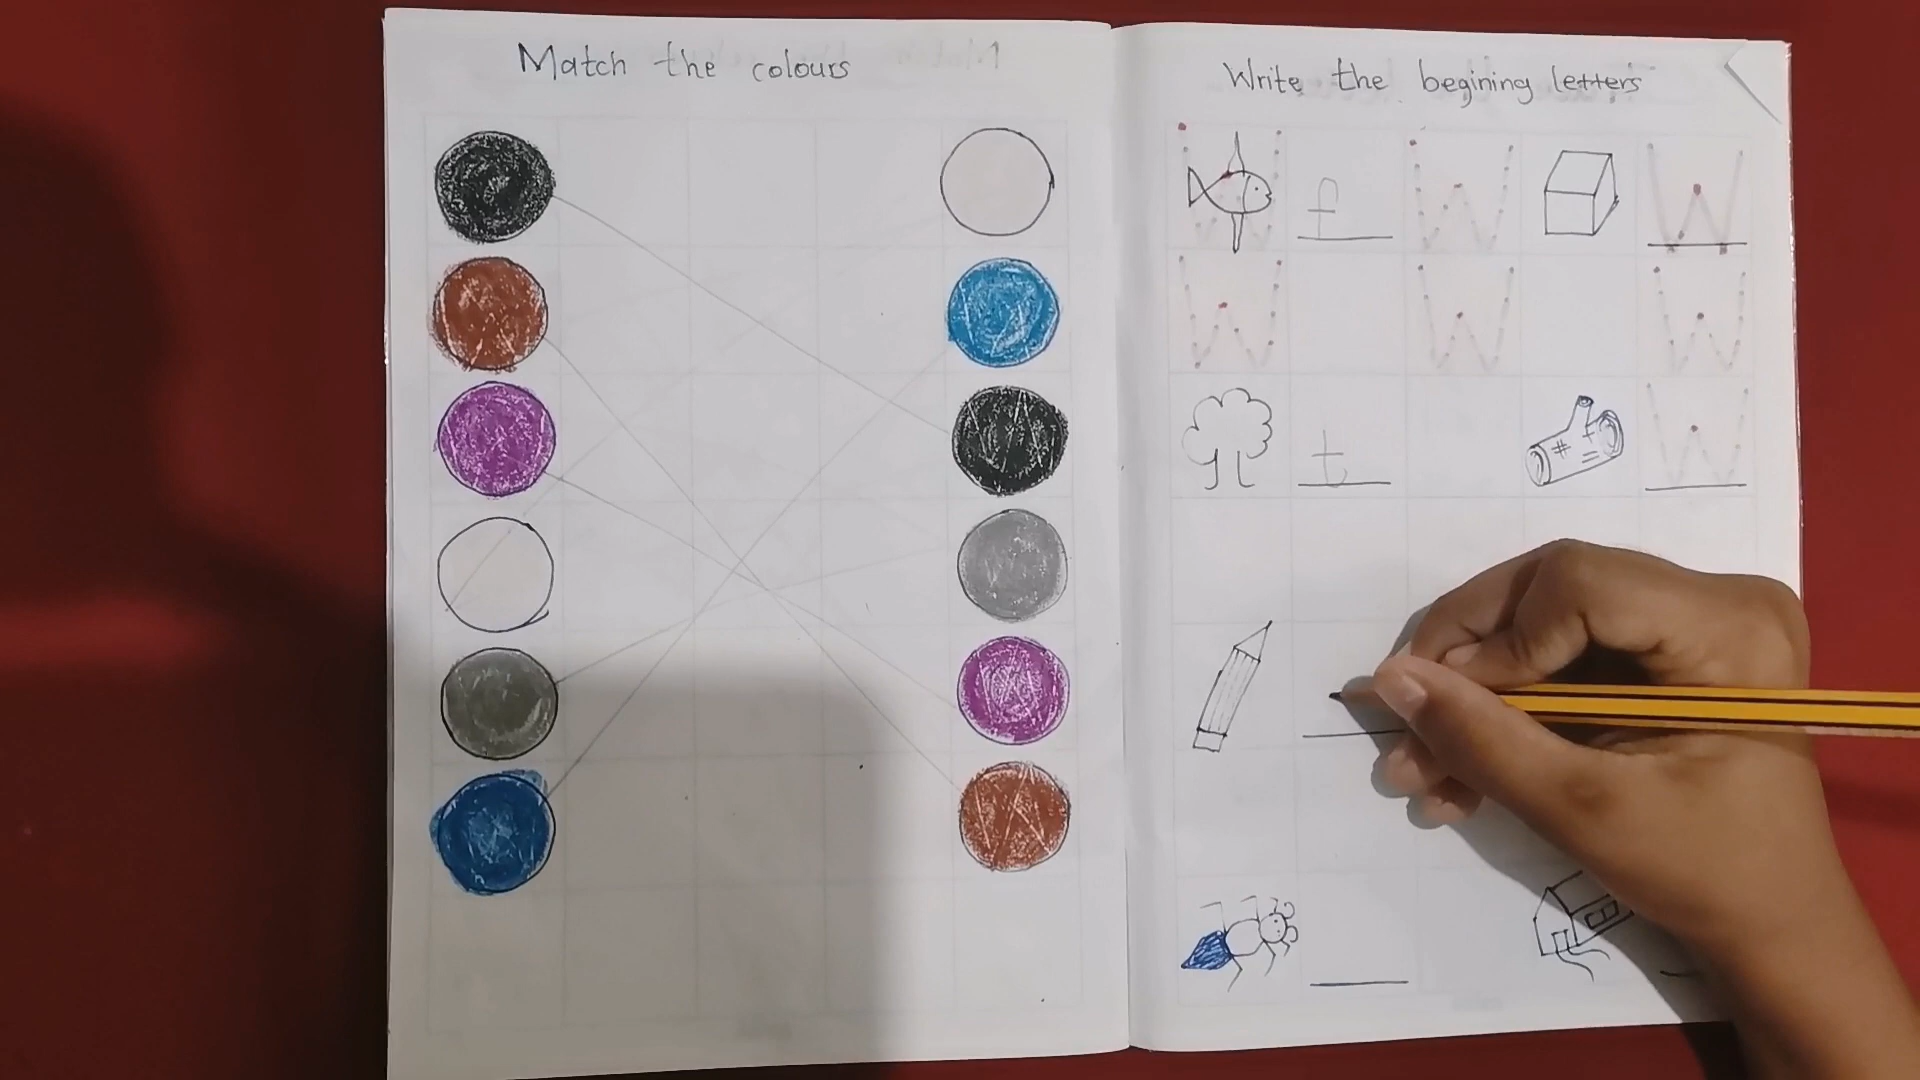 Match the colours
Write the begining letters
f
t